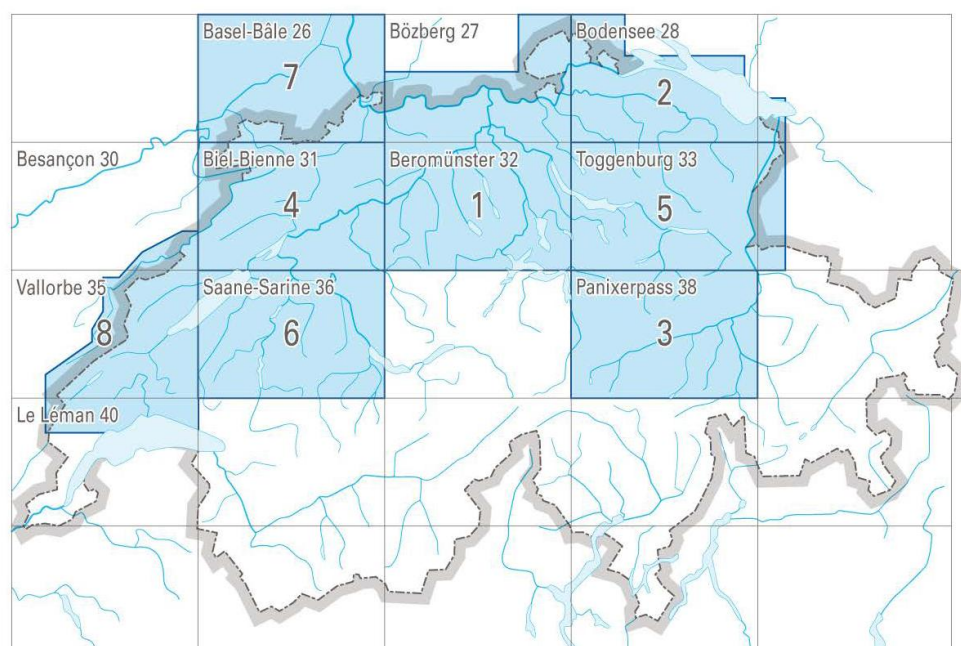 Basel-Bâle 26
Bözberg 27
Bodensee 28
7
2
Besançon 30
Biel-Bienne 31
Beromünster 32
Toggenburg 33
4
1
5
Vallorbe 35
Saane-Sarine 36
Panixerpass 38
8
6
3
Le Léman 40